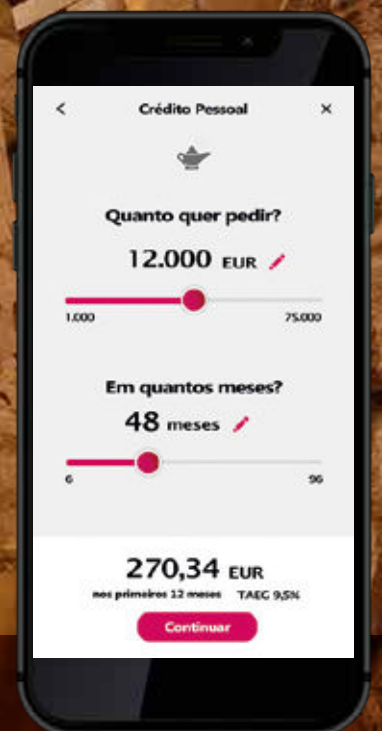 Crédito Pessoal
Quanto quer pedir?
12.000 EUR
1.000 75.000
Em quantos meses?
48 meses
6 96
270,34 EUR
nos primeiros 12 meses TAEG 9,5%
Continuar